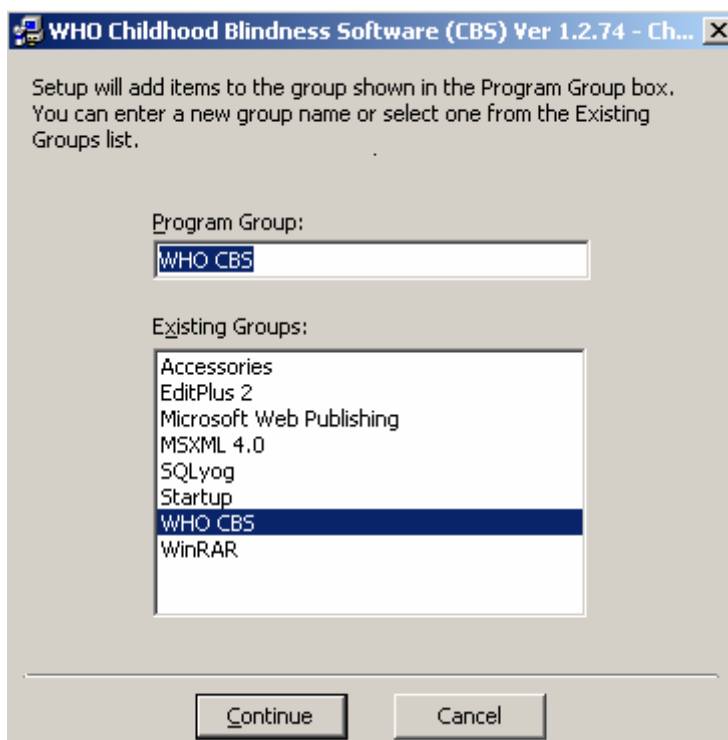 WHO Childhood Blindness Software (CBS) Ver 1.2.74 - Ch...
Setup will add items to the group shown in the Program Group box.
You can enter a new group name or select one from the Existing
Groups list.
Program Group:
WHO CBS
Existing Groups:
Accessories
EditPlus 2
Microsoft Web Publishing
MSXML 4.0
SQLyog
Startup
WHO CBS
WinRAR
Continue
Cancel